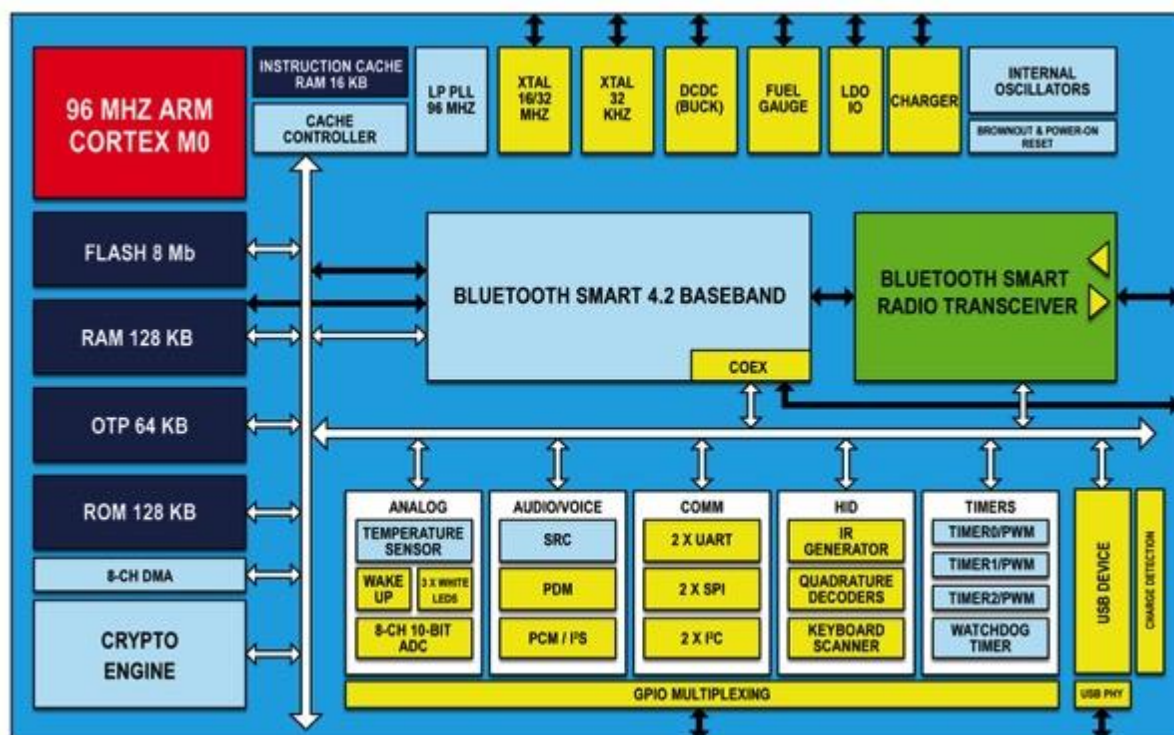 96 MHZ ARM
CORTEX M0
INSTRUCTION CACHE
RAM 16 KB
CACHE
CONTROLLER
LP PLL
96 MHZ
XTAL
16/32
MHZ
XTAL
32
KHZ
DCDC
(BUCK)
FUEL
GAUGE
LDO
IO
CHARGER
INTERNAL
OSCILLATORS
BROWNOUT & POWER-ON
RESET
FLASH 8 Mb
RAM 128 KB
OTP 64 KB
ROM 128 KB
8-CH DMA
CRYPTO
ENGINE
BLUETOOTH SMART 4.2 BASEBAND
COEX
BLUETOOTH SMART
RADIO TRANSCEIVER
ANALOG
TEMPERATURE
SENSOR
WAKE
UP
3 X WHITE
LEDS
8-CH 10-BIT
ADC
AUDIO/VOICE
SRC
PDM
PCM / I²S
COMM
2 X UART
2 X SPI
2 X I²C
HID
IR
GENERATOR
QUADRATURE
DECODERS
KEYBOARD
SCANNER
TIMERS
TIMER0/PWM
TIMER1/PWM
TIMER2/PWM
WATCHDOG
TIMER
USB DEVICE
CHARGE DETECTION
GPIO MULTIPLEXING
USB PHY